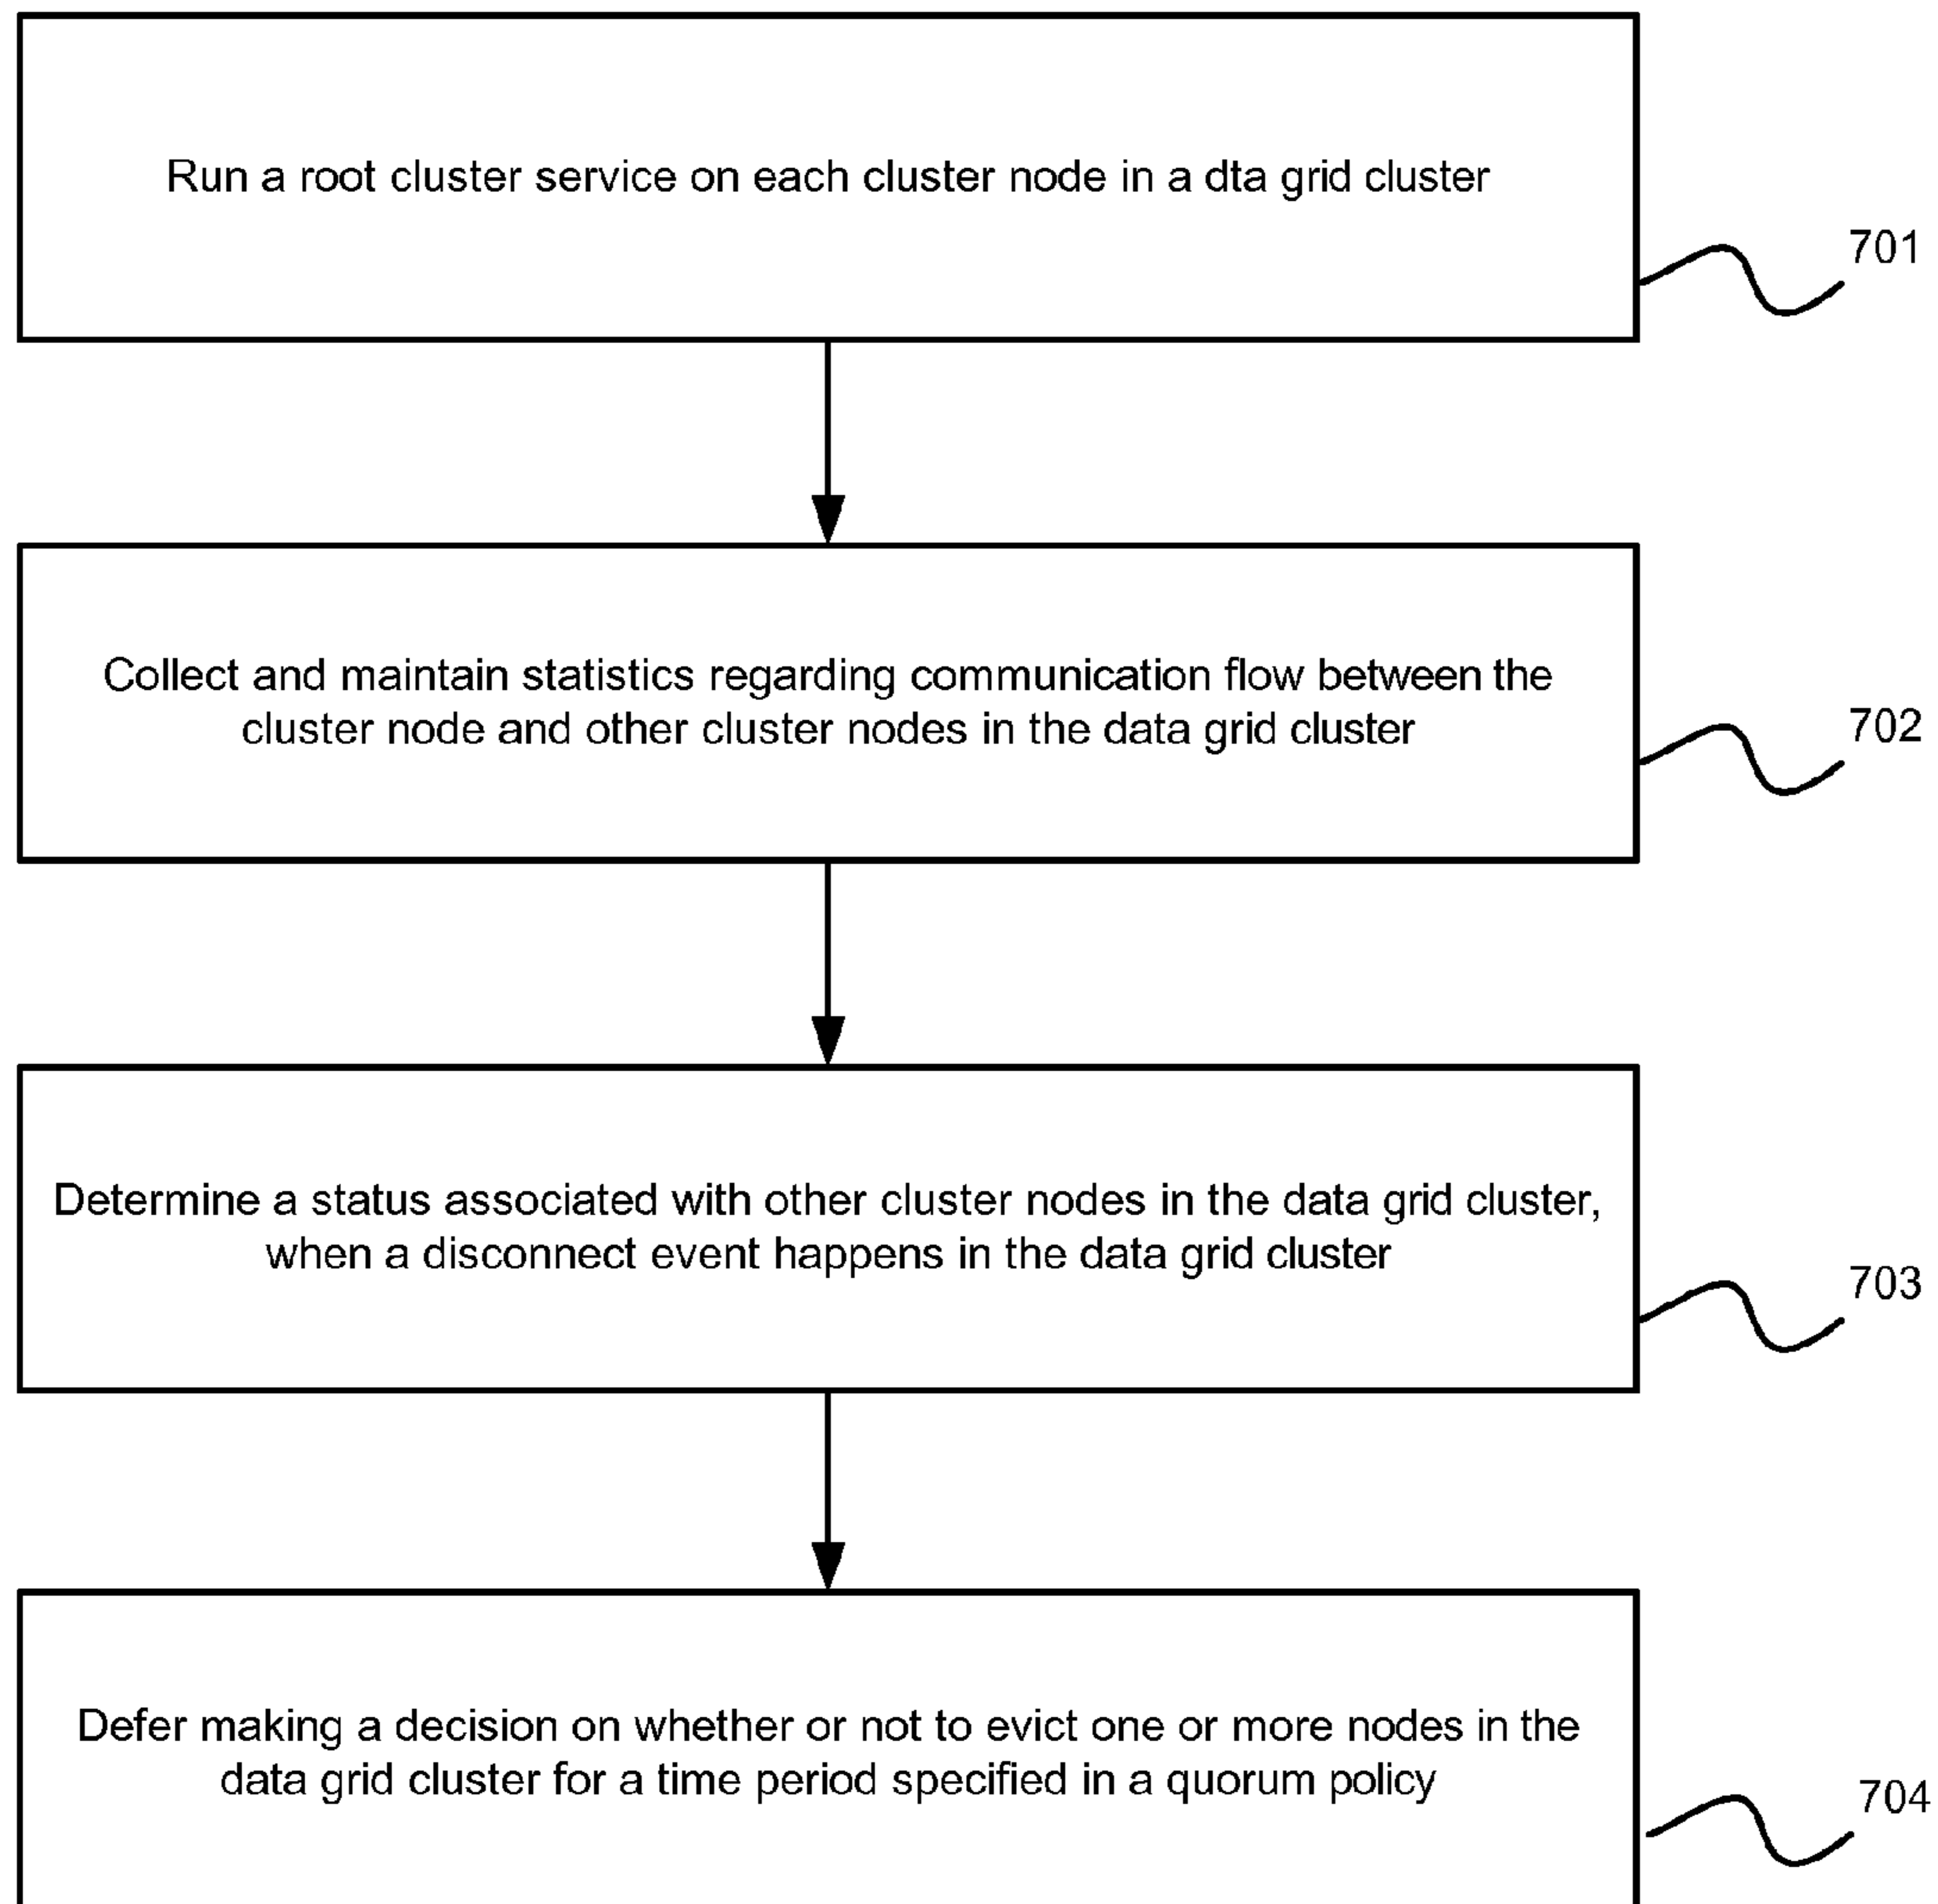 Run a root cluster service on each cluster node in a dta grid cluster
701
Collect and maintain statistics regarding communication flow between the
cluster node and other cluster nodes in the data grid cluster
702
Determine a status associated with other cluster nodes in the data grid cluster,
when a disconnect event happens in the data grid cluster
703
Defer making a decision on whether or not to evict one or more nodes in the
data grid cluster for a time period specified in a quorum policy
704